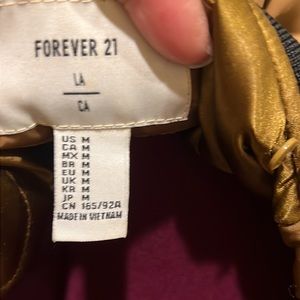 FOREVER 21
LA
CA
US M
CA M
MX M
BR M
EU M
UK M
KR M
JP M
CN 165/92A
MADE IN VIETNAM